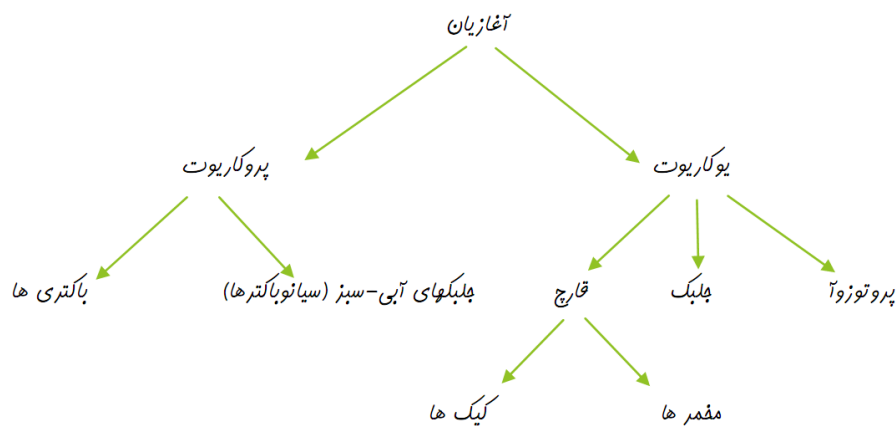 آغازیان
یوکاریوت
پروکاریوت
پروتوزوآ
جلبک
قارچ
جلبکهای آبی-سبز (سیانوباکترها)
باکتری ها
مخمر ها
کپک ها